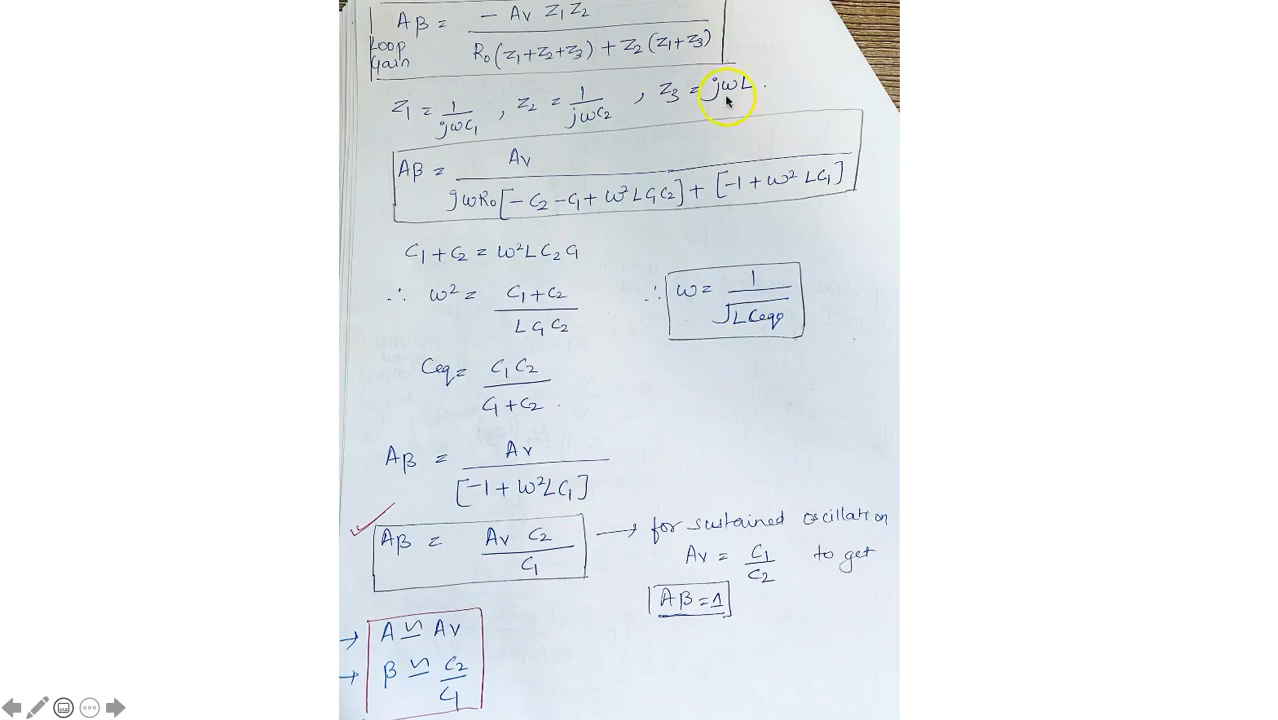 Aβ = - Av Z1 Z2 / R0(Z1+Z2+Z3) + Z2(Z1+Z3)
Loop Gain
Z1 = 1/jωC1 , Z2 = 1/jωC2 , Z3 = jωL .
Aβ = Av / jωR0[-C2-C1+ω²LC1C2] + [-1+ω²LC1]
C1+C2 = ω²LC2C1
∴ ω² = C1+C2 / LC1C2 ∴ ω = 1/√LCeq
Ceq = C1C2 / C1+C2 .
Aβ = Av / [-1+ω²LC1]
Aβ = Av C2 / C1 → for sustained oscillation
Av = C1/C2 to get
Aβ=1
→ A ≃ Av
→ β ≃ C2/C1